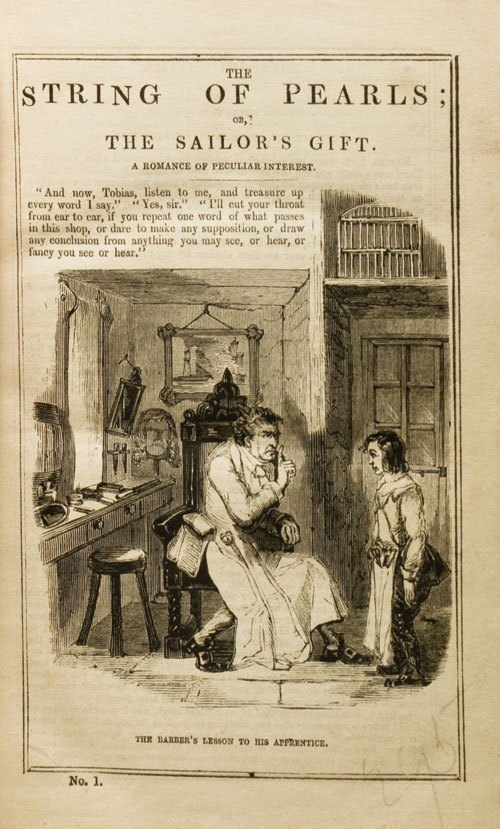 THE
STRING OF PEARLS;
OR,
THE SAILOR'S GIFT.
A ROMANCE OF PECULIAR INTEREST.
"And now, Tobias, listen to me, and treasure up
every word I say." "Yes, sir." "I'll cut your throat
from ear to ear, if you repeat one word of what passes
in this shop, or dare to make any supposition, or draw
any conclusion from anything you may see, or hear, or
fancy you see or hear."
THE BARBER'S LESSON TO HIS APPRENTICE.
No. 1.